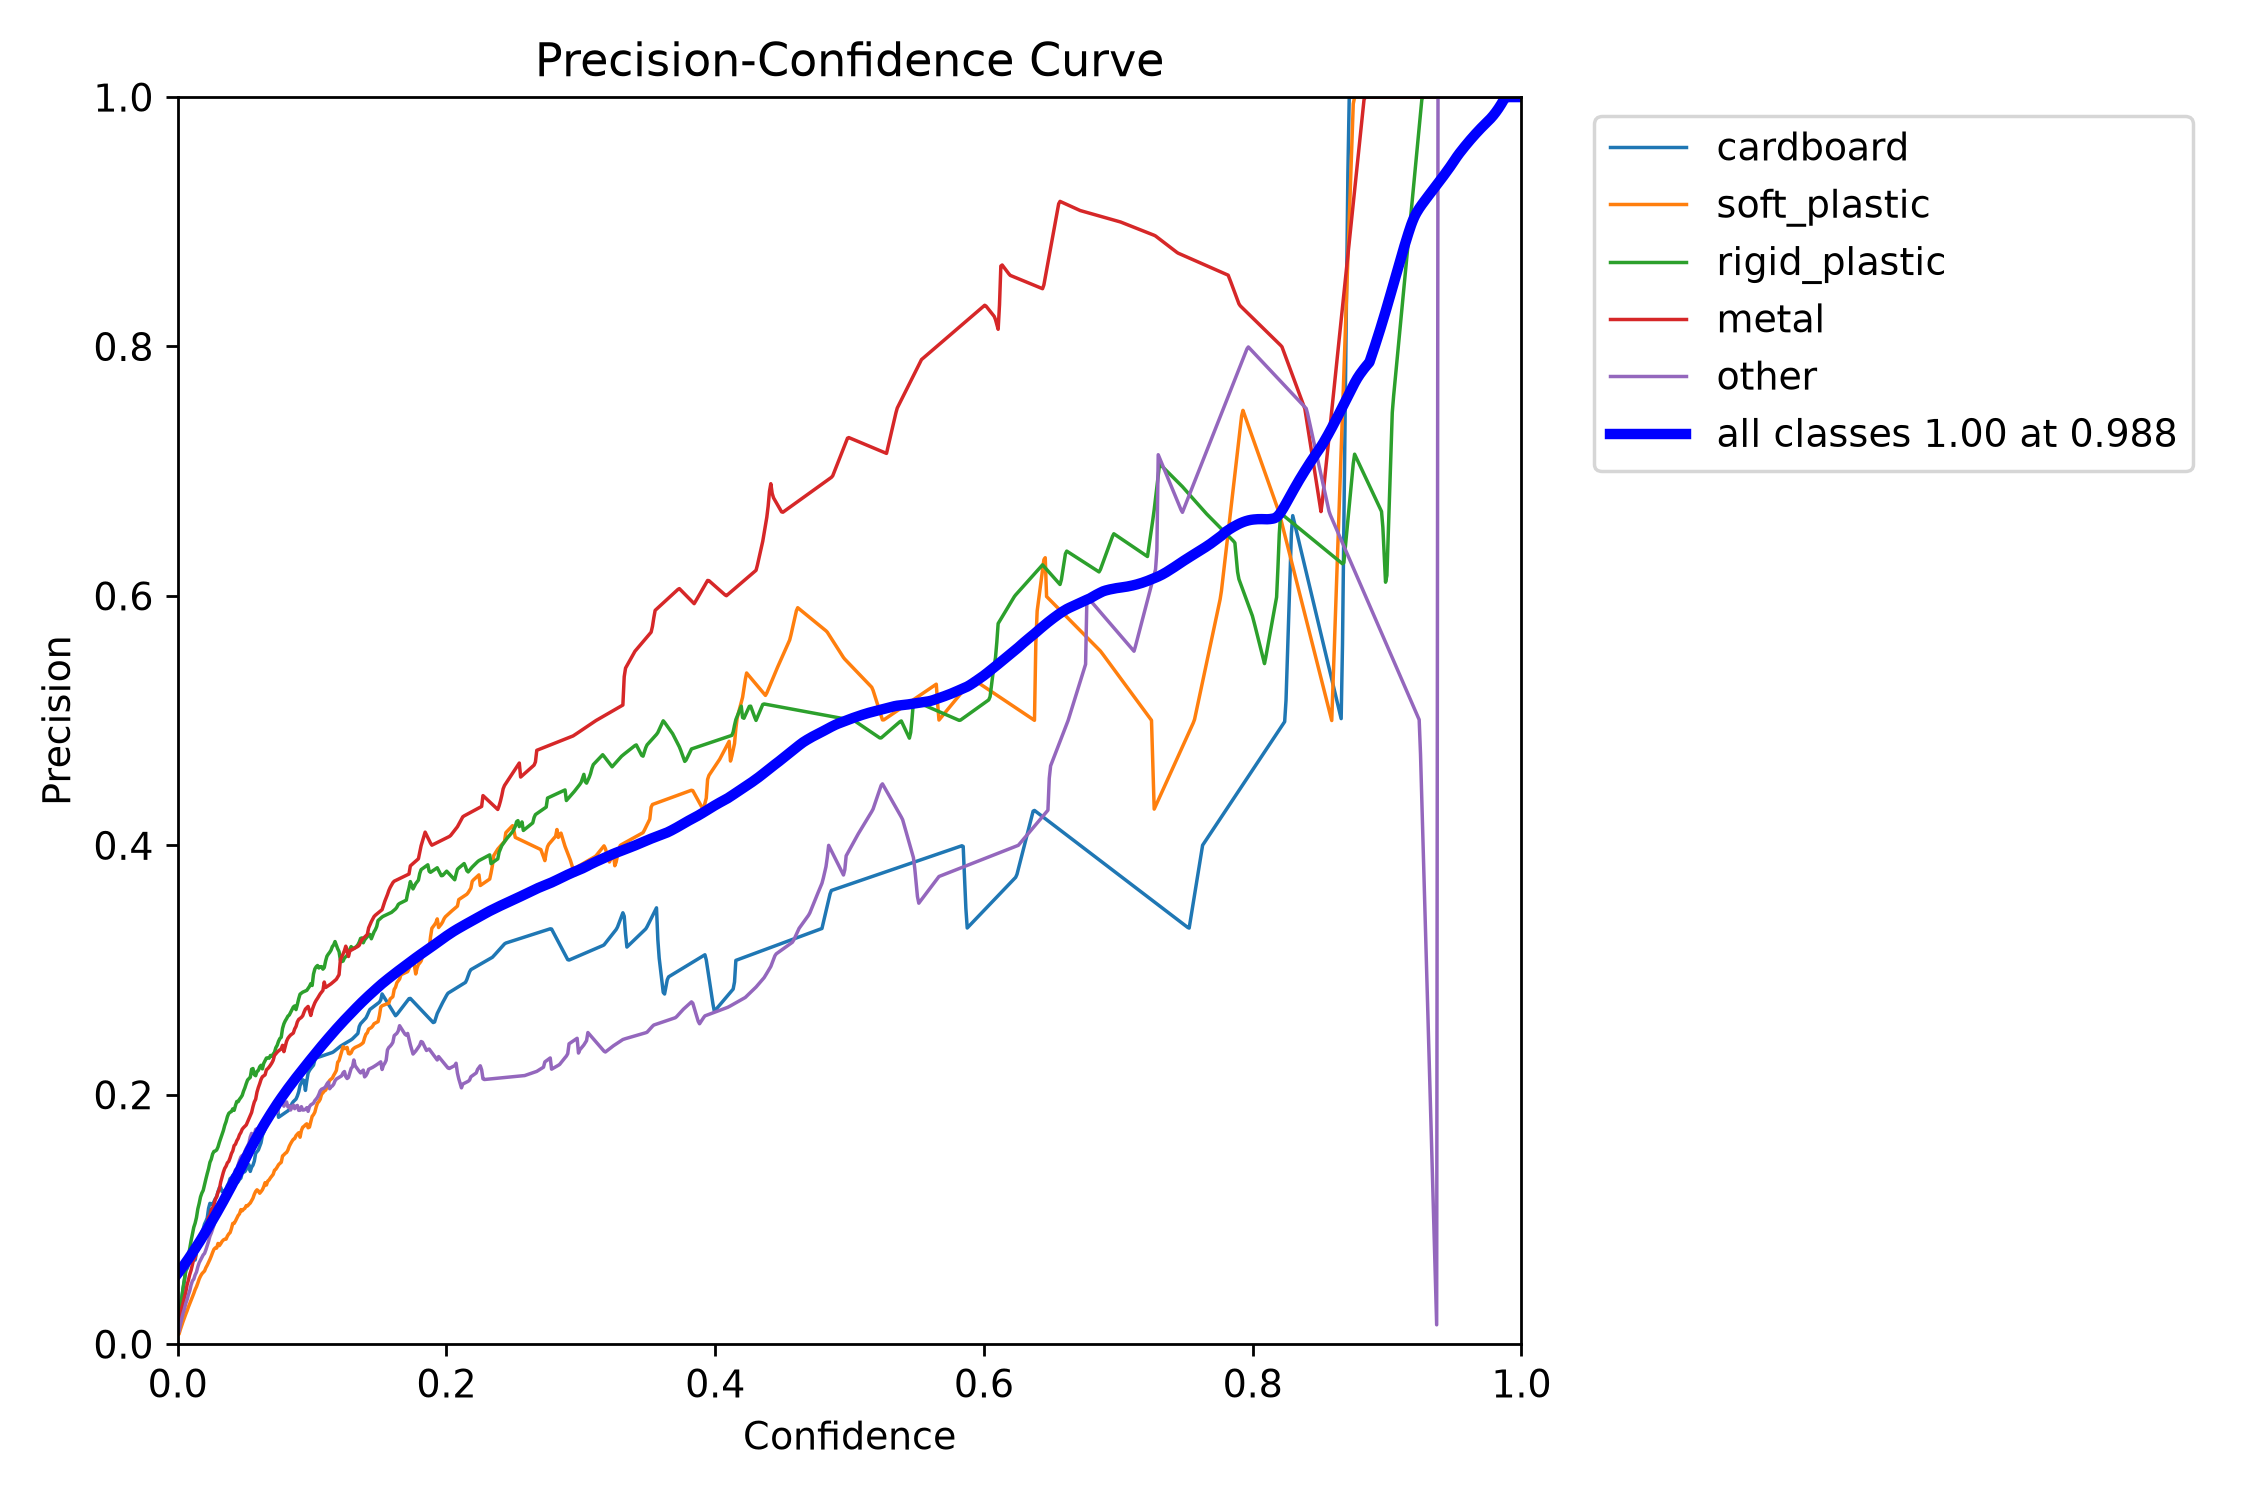 Precision-Confidence Curve
1.0
0.8
0.6
0.4
0.2
0.0
Precision
0.0 0.2 0.4 0.6 0.8 1.0
Confidence
cardboard
soft_plastic
rigid_plastic
metal
other
all classes 1.00 at 0.988